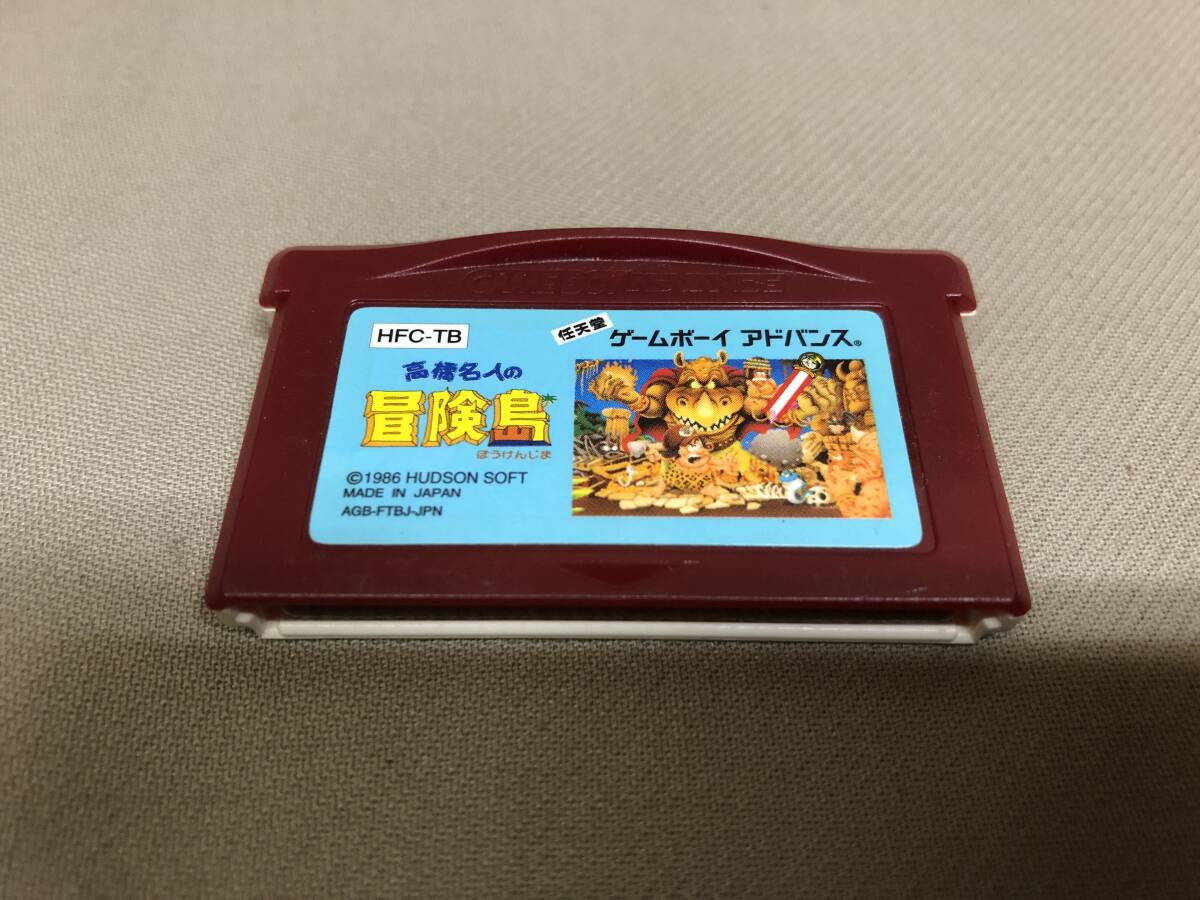 GAME BOY ADVANCE
HFC-TB
任天堂 ゲームボーイ アドバンス®
高橋名人の
冒険島
ぼうけんじま
©1986 HUDSON SOFT
MADE IN JAPAN
AGB-FTBJ-JPN